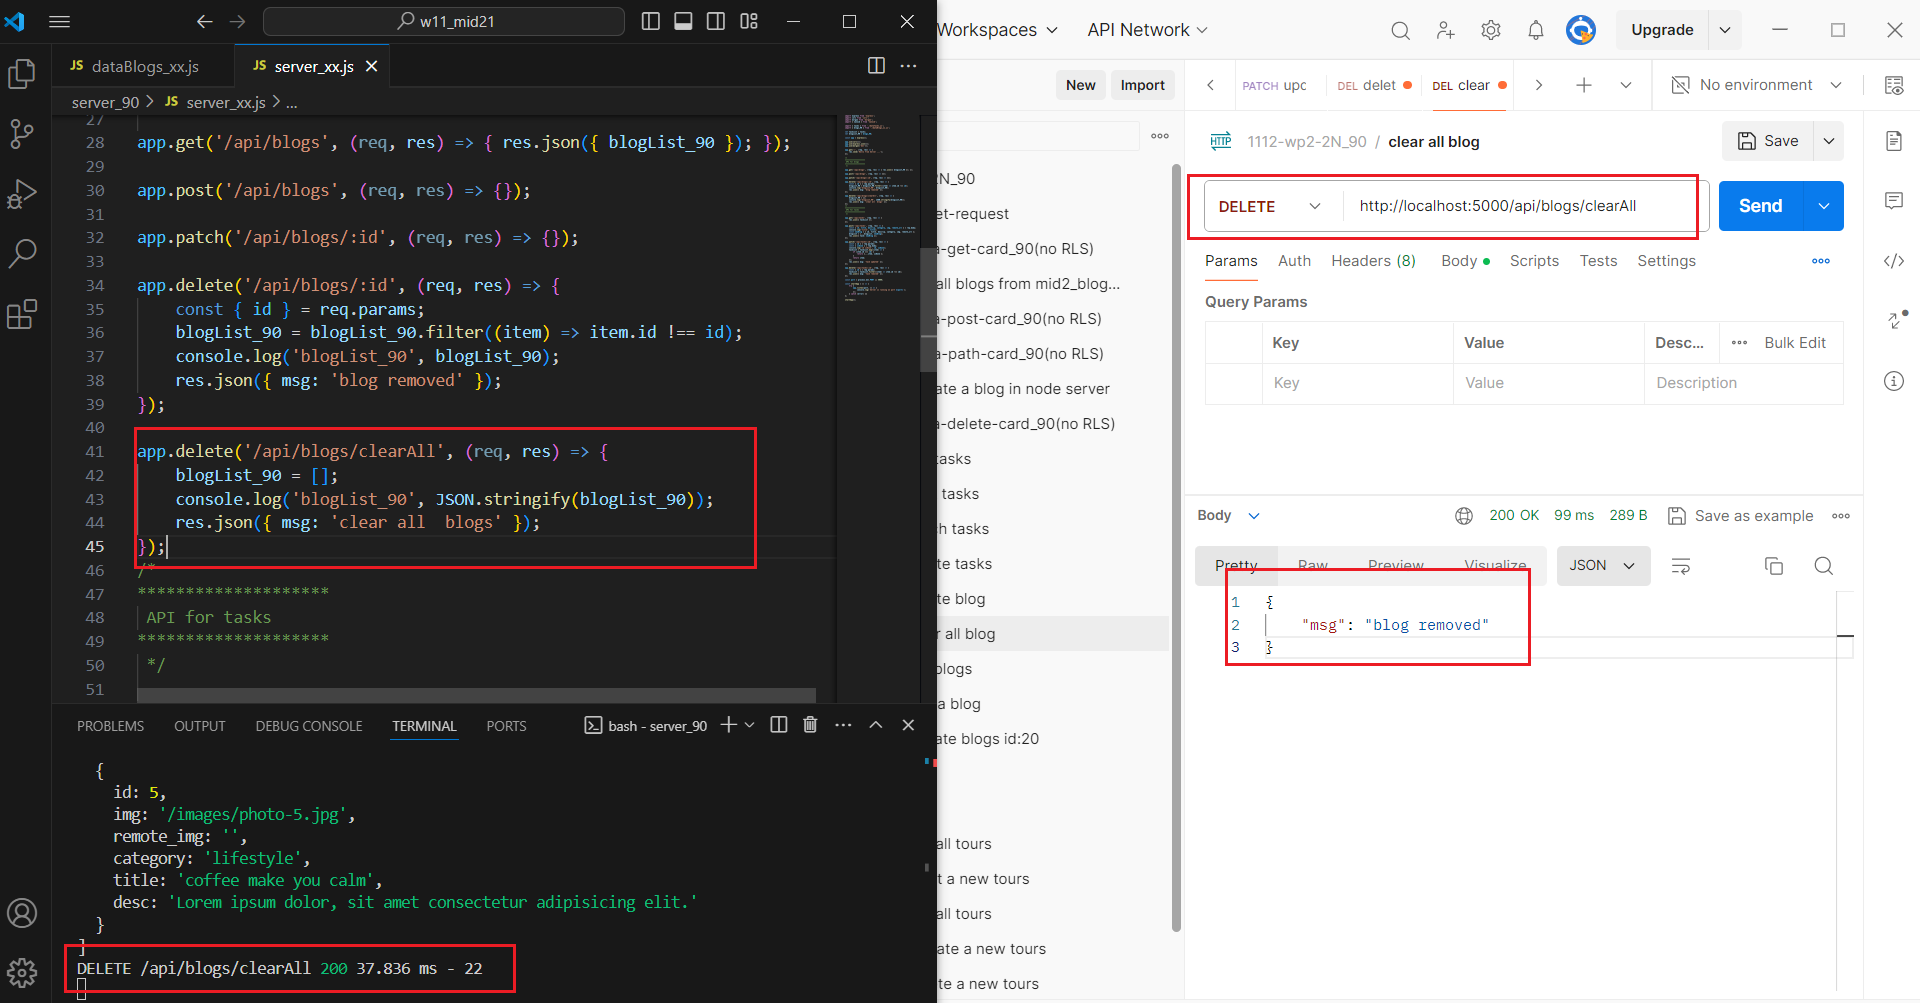 w11_mid21
JS dataBlogs_xx.js
JS server_xx.js
server_90 > JS server_xx.js > ...
27
28 app.get('/api/blogs', (req, res) => { res.json({ blogList_90 }); });
29
30 app.post('/api/blogs', (req, res) => {});
31
32 app.patch('/api/blogs/:id', (req, res) => {});
33
34 app.delete('/api/blogs/:id', (req, res) => {
35 const { id } = req.params;
36 blogList_90 = blogList_90.filter((item) => item.id !== id);
37 console.log('blogList_90', blogList_90);
38 res.json({ msg: 'blog removed' });
39 });
40
41 app.delete('/api/blogs/clearAll', (req, res) => {
42 blogList_90 = [];
43 console.log('blogList_90', JSON.stringify(blogList_90));
44 res.json({ msg: 'clear all  blogs' });
45 });
46 /*
47 ********************
48 API for tasks
49 ********************
50 */
51
PROBLEMS OUTPUT DEBUG CONSOLE TERMINAL PORTS
bash - server_90
{
id: 5,
img: '/images/photo-5.jpg',
remote_img: '',
category: 'lifestyle',
title: 'coffee make you calm',
desc: 'Lorem ipsum dolor, sit amet consectetur adipisicing elit.'
}
]
DELETE /api/blogs/clearAll 200 37.836 ms - 22
Workspaces API Network Upgrade
New Import
PATCH upc DEL delet DEL clear
No environment
N_90
et-request
a-get-card_90(no RLS)
all blogs from mid2_blog...
a-post-card_90(no RLS)
a-path-card_90(no RLS)
ate a blog in node server
a-delete-card_90(no RLS)
tasks
tasks
ch tasks
te tasks
te blog
r all blog
blogs
a blog
ate blogs id:20
all tours
t a new tours
all tours
ate a new tours
te a new tours
HTTP 1112-wp2-2N_90 / clear all blog
Save
DELETE http://localhost:5000/api/blogs/clearAll
Send
Params Auth Headers (8) Body Scripts Tests Settings
Query Params
Key Value Desc... Bulk Edit
Key Value Description
Body 200 OK 99 ms 289 B Save as example
Pretty Raw Preview Visualize JSON
1 {
2 "msg": "blog removed"
3 }